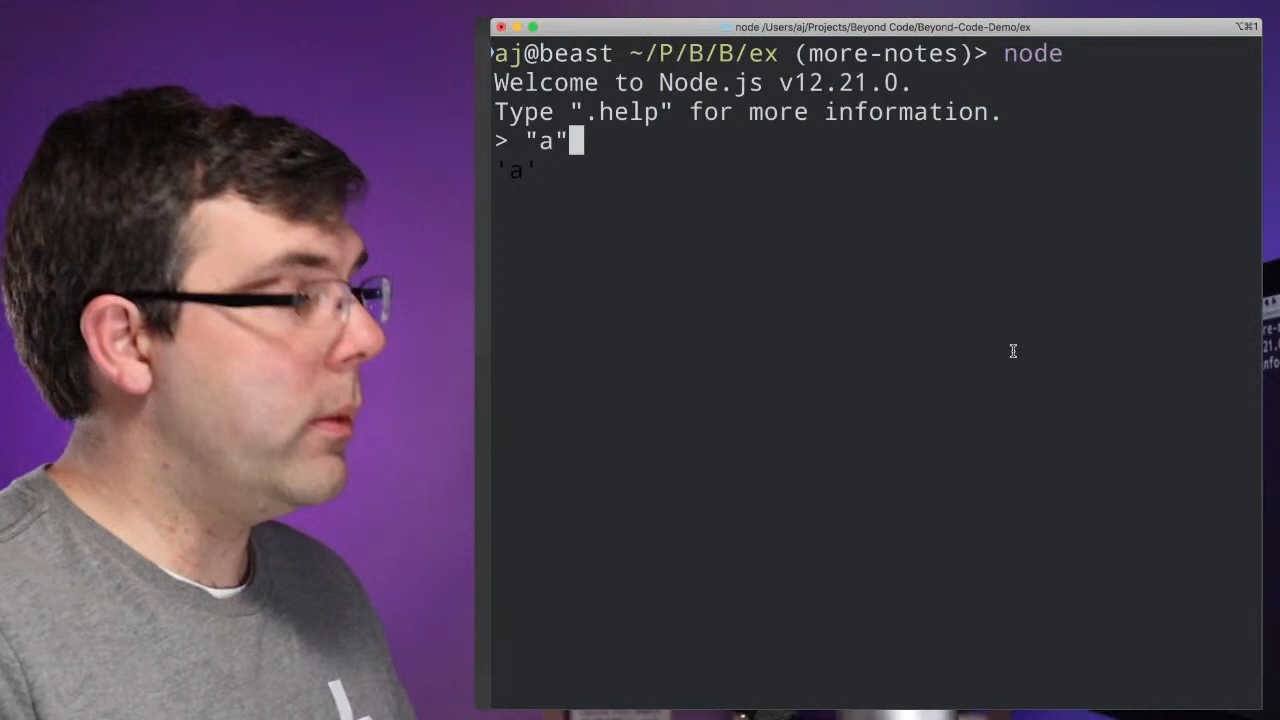 node /Users/aj/Projects/Beyond Code/Beyond-Code-Demo/ex
⌥⌘1
aj@beast ~/P/B/B/ex (more-notes)> node
Welcome to Node.js v12.21.0.
Type ".help" for more information.
> "a"
'a'